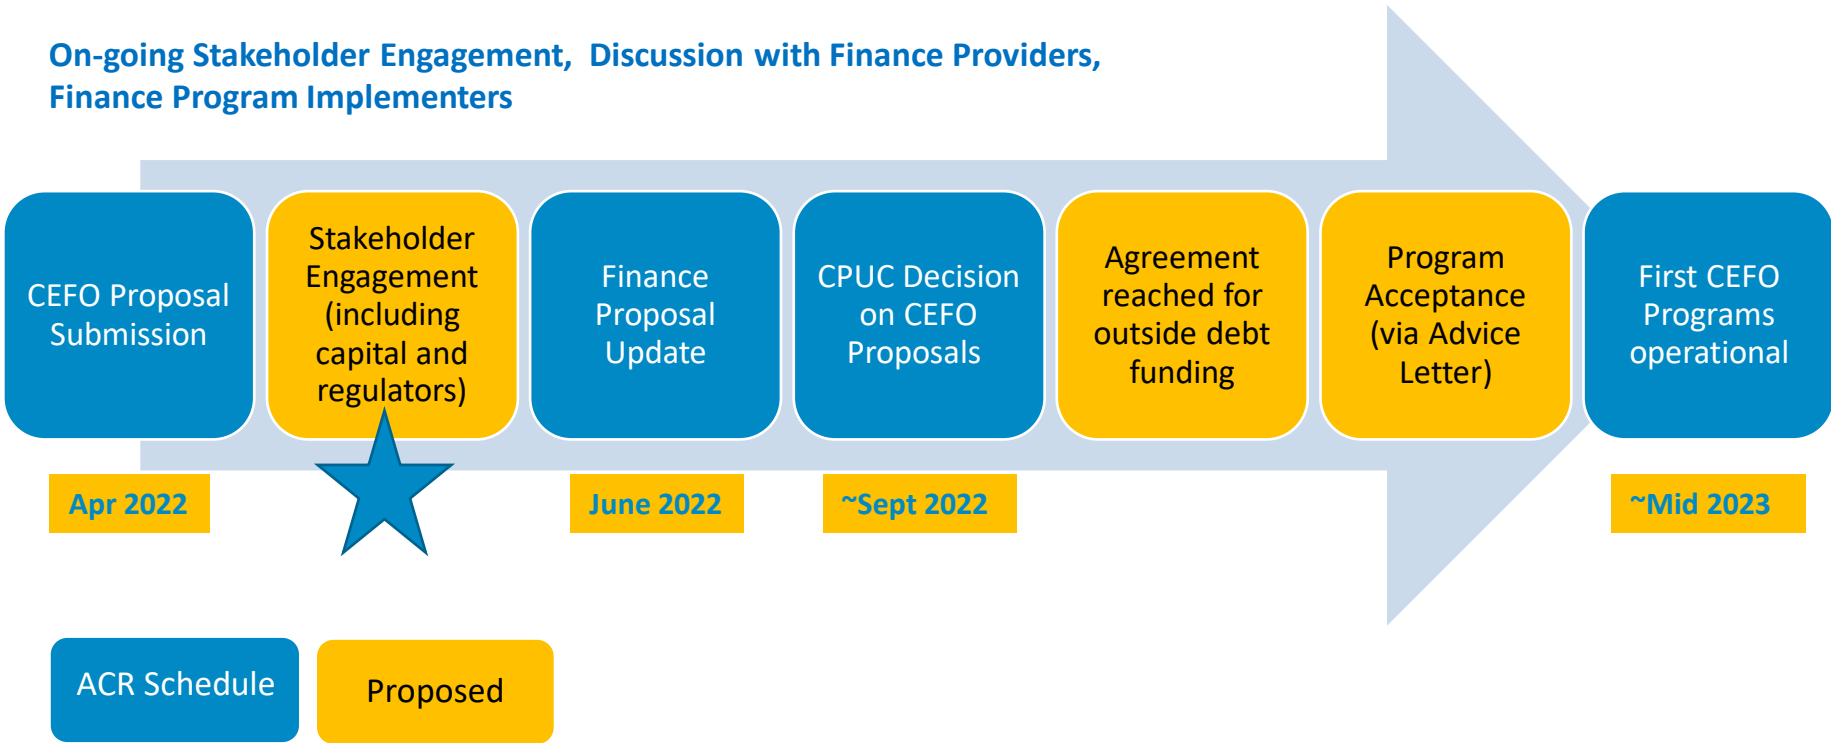 On-going Stakeholder Engagement,  Discussion with Finance Providers,
Finance Program Implementers
CEFO Proposal
Submission
Stakeholder
Engagement
(including
capital and
regulators)
Finance
Proposal
Update
CPUC Decision
on CEFO
Proposals
Agreement
reached for
outside debt
funding
Program
Acceptance
(via Advice
Letter)
First CEFO
Programs
operational
Apr 2022
June 2022
~Sept 2022
~Mid 2023
ACR Schedule
Proposed